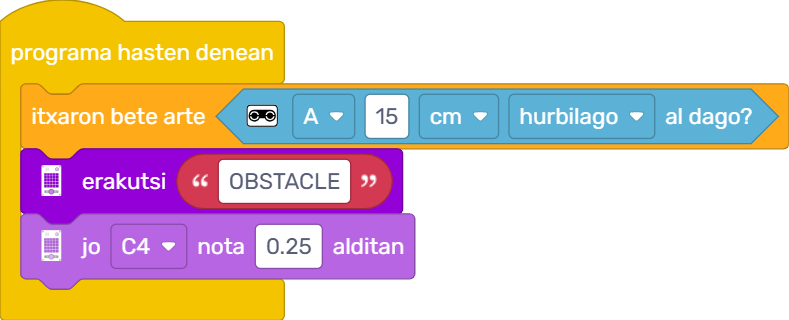 programa hasten denean
itxaron bete arte A 15 cm hurbilago al dago?
erakutsi “ OBSTACLE ”
jo C4 nota 0.25 alditan